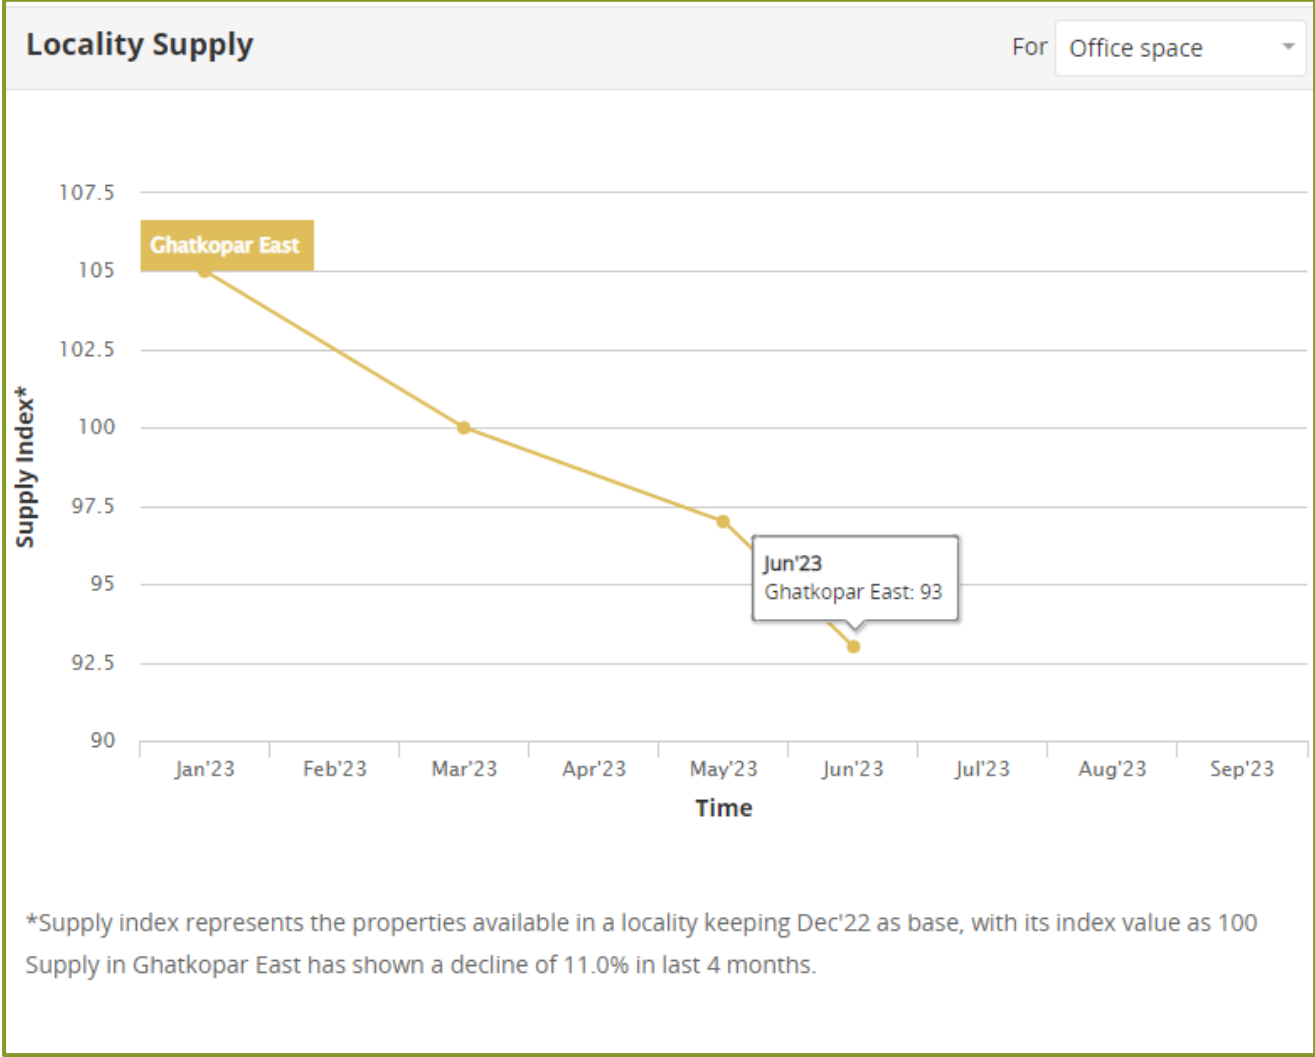 Locality Supply
For Office space
107.5
Ghatkopar East
105
102.5
100
97.5
95
92.5
90
Supply Index*
Jun'23
Ghatkopar East: 93
Jan'23 Feb'23 Mar'23 Apr'23 May'23 Jun'23 Jul'23 Aug'23 Sep'23
Time
*Supply index represents the properties available in a locality keeping Dec'22 as base, with its index value as 100
Supply in Ghatkopar East has shown a decline of 11.0% in last 4 months.